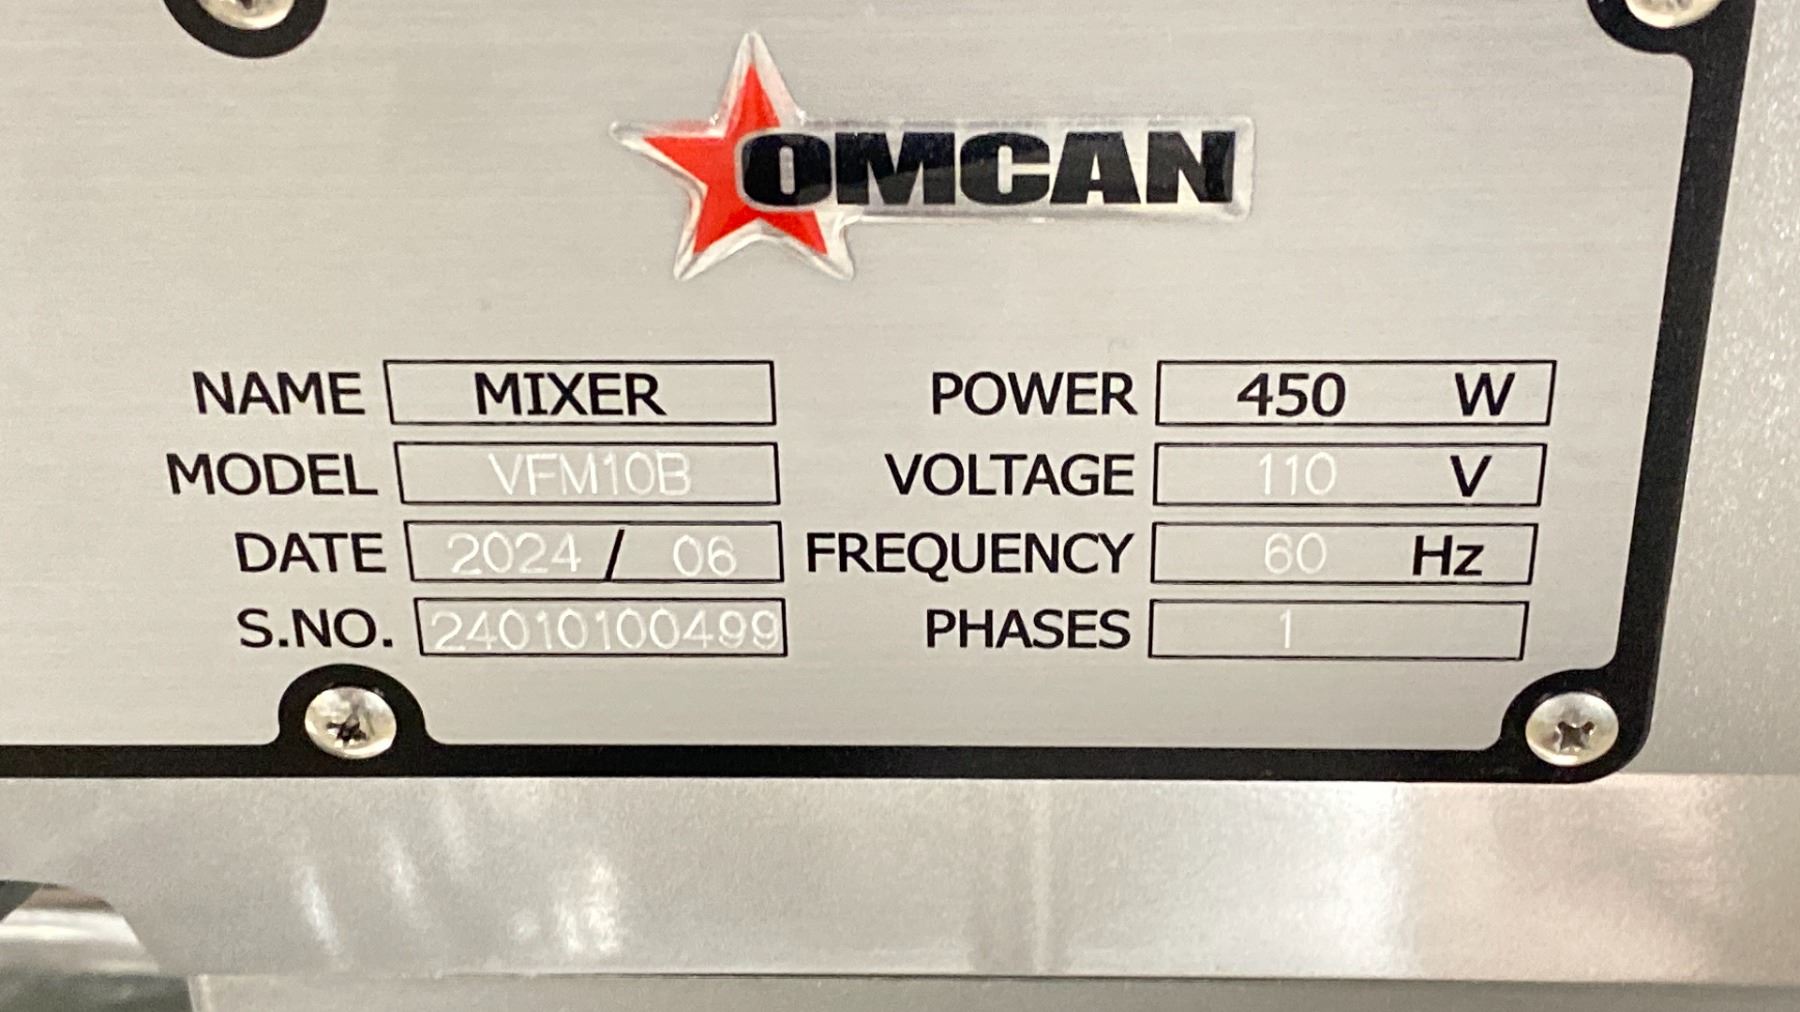 OMCAN
NAME MIXER POWER 450 W
MODEL VFM10B VOLTAGE 110 V
DATE 2024 / 06 FREQUENCY 60 Hz
S.NO. 24010100499 PHASES 1